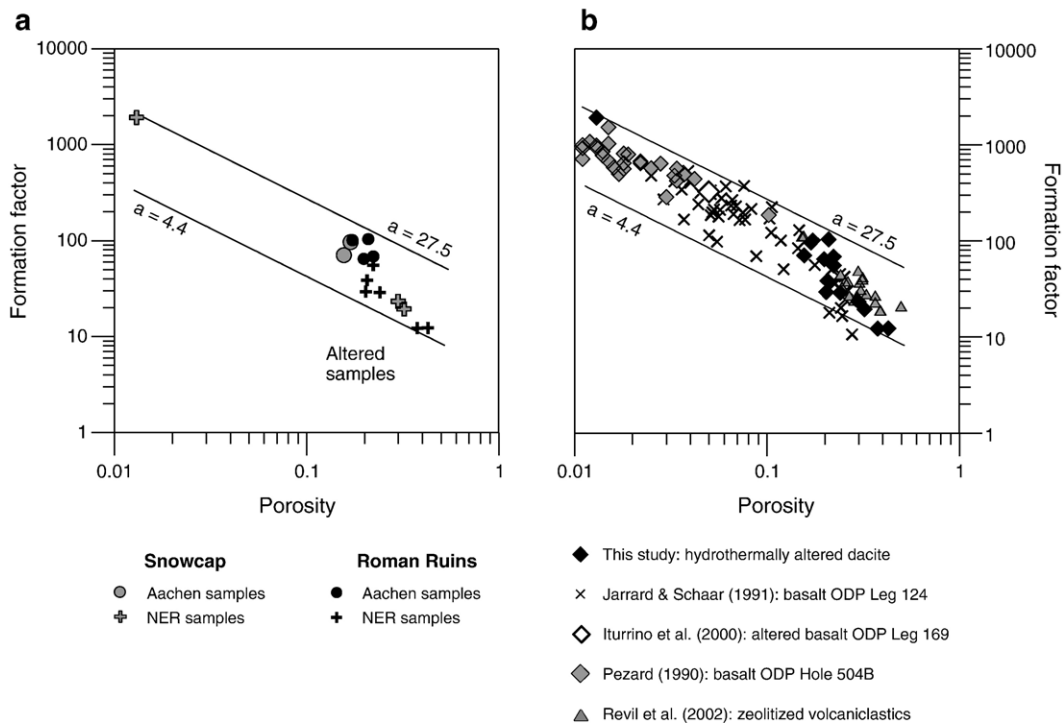 a
b
10000
1000
100
10
1
Formation factor
a = 27.5
a = 4.4
Altered
samples
0.01
0.1
1
Porosity
10000
1000
100
10
1
Formation factor
a = 27.5
a = 4.4
0.01
0.1
1
Porosity
Snowcap
Aachen samples
NER samples
Roman Ruins
Aachen samples
NER samples
This study: hydrothermally altered dacite
Jarrard & Schaar (1991): basalt ODP Leg 124
Iturrino et al. (2000): altered basalt ODP Leg 169
Pezard (1990): basalt ODP Hole 504B
Revil et al. (2002): zeolitized volcaniclastics